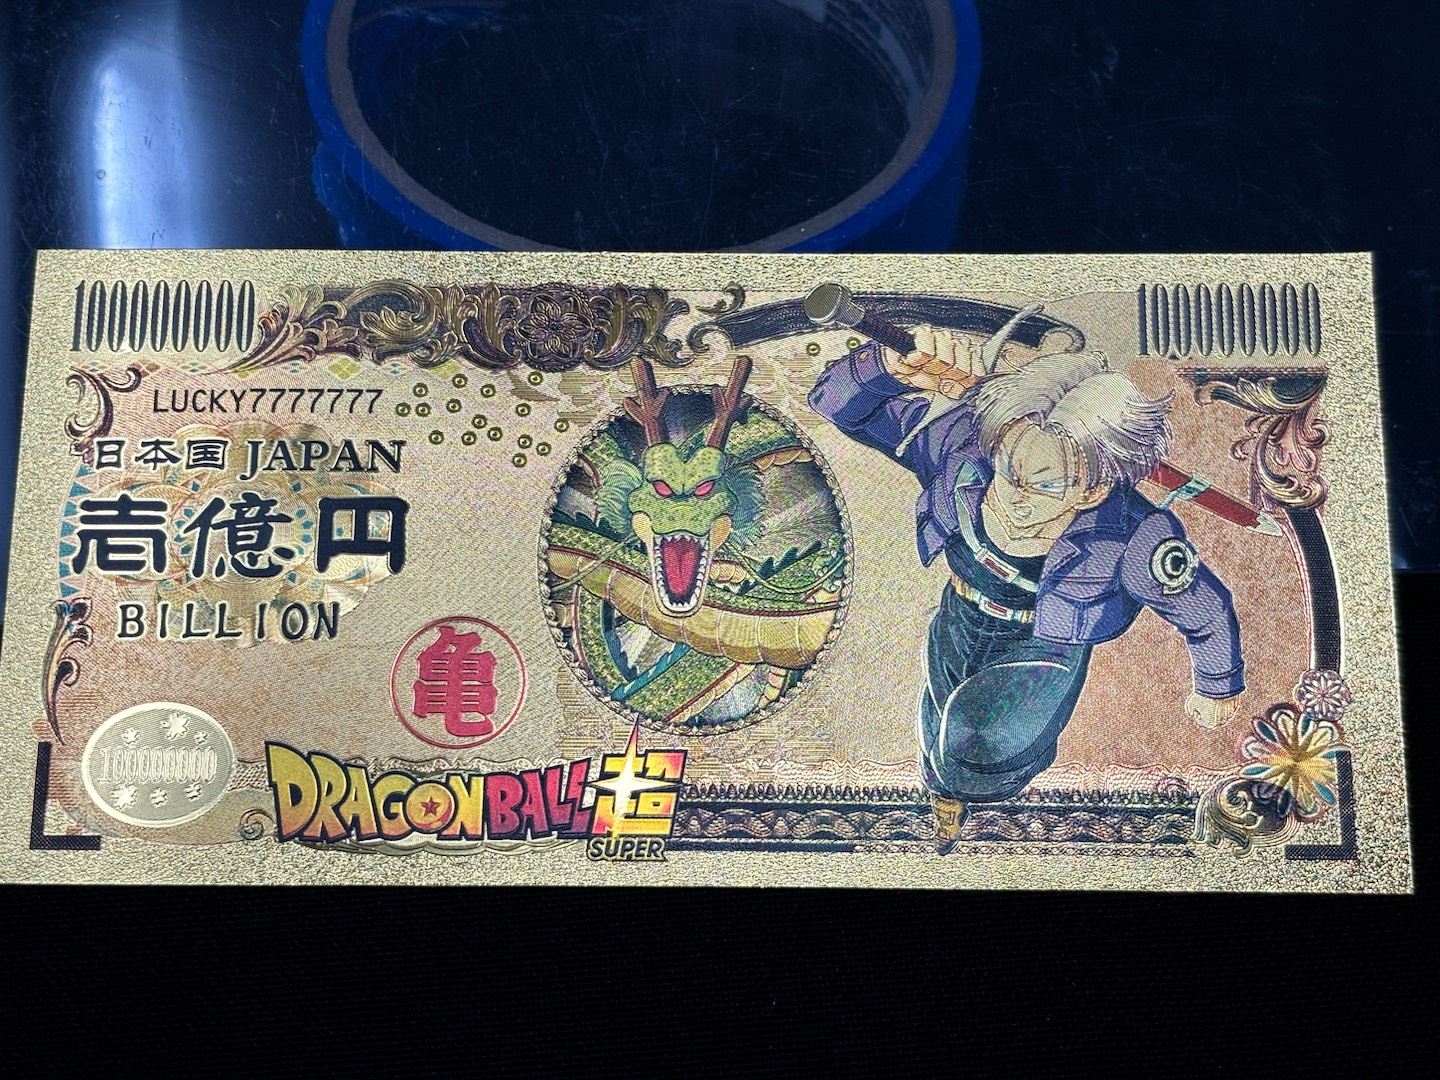 100000000
100000000
LUCKY7777777
日本国 JAPAN
壱億円
BILLION
亀
100000000
DRAGONBALL超
SUPER
C